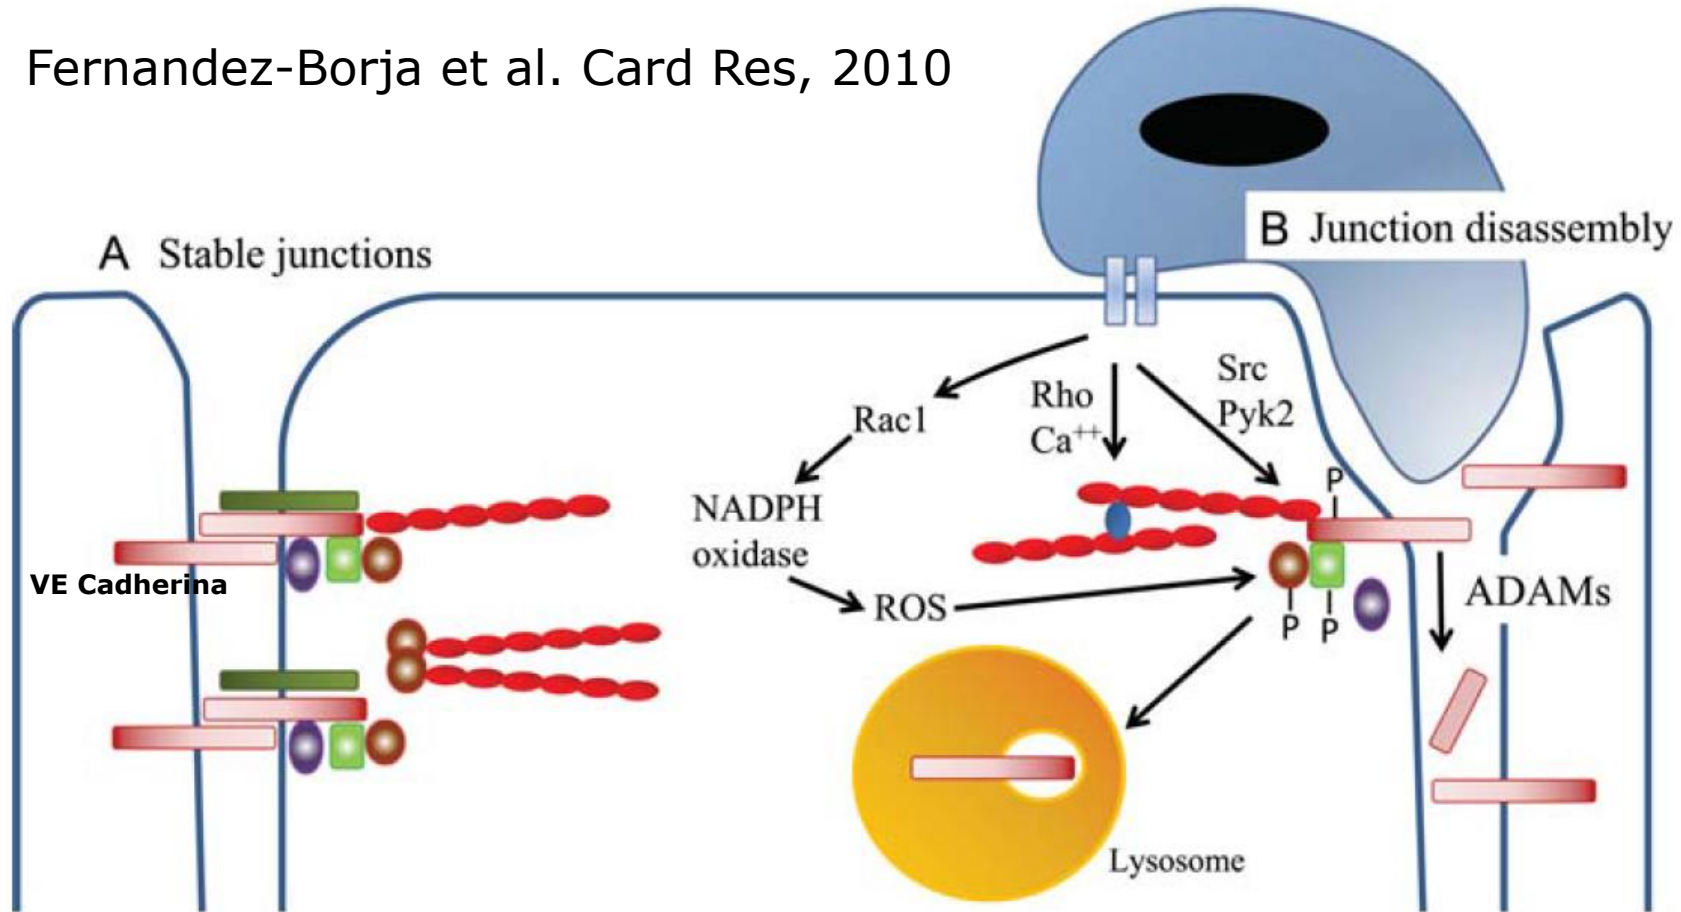 Fernandez-Borja et al. Card Res, 2010
A Stable junctions
B Junction disassembly
Src
Pyk2
Rho
Ca++
Rac1
P
NADPH
oxidase
VE Cadherina
ROS
ADAMs
P P
Lysosome